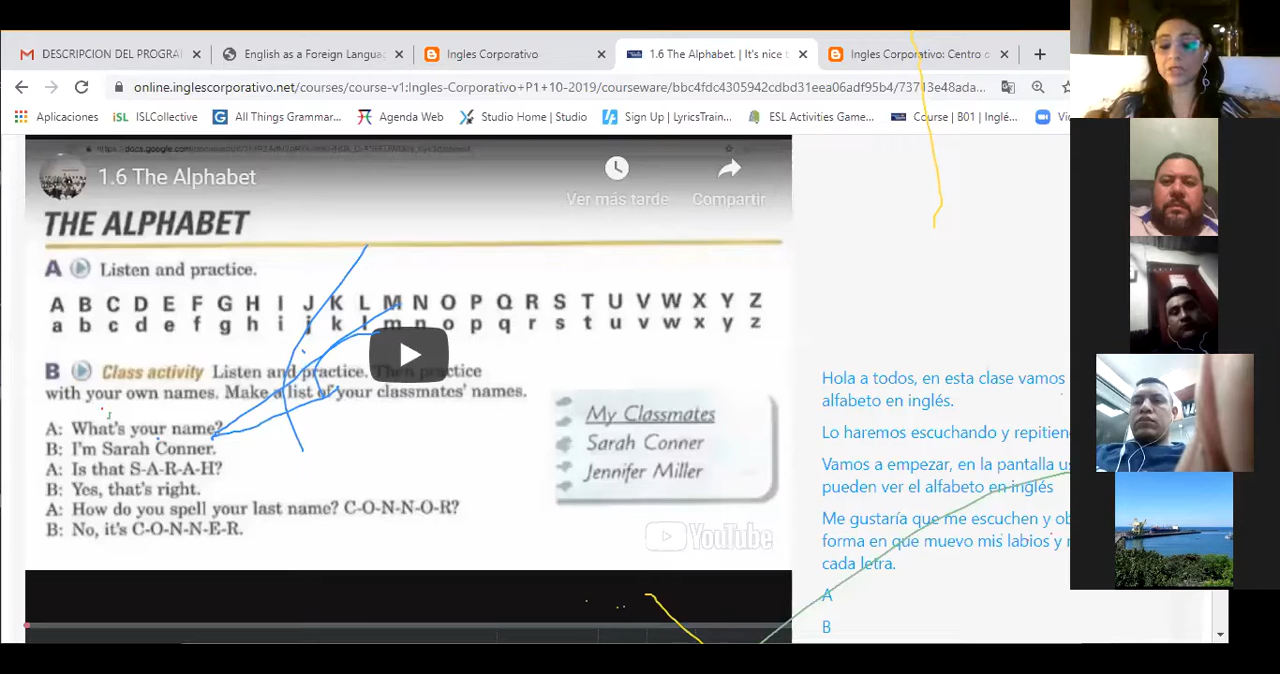 DESCRIPCION DEL PROGRA
English as a Foreign Langua
Ingles Corporativo
1.6 The Alphabet. | It's nice t
Ingles Corporativo: Centro
online.inglescorporativo.net/courses/course-v1:Ingles-Corporativo+P1+10-2019/courseware/bbc4fdc4305942cdbd31eea06adf95b4/73713e48ada...
Aplicaciones
iSL ISLCollective
All Things Grammar...
Agenda Web
Studio Home | Studio
Sign Up | LyricsTrain...
ESL Activities Game...
Course | B01 | Inglé...
1.6 The Alphabet
Ver más tarde
Compartir
THE ALPHABET
A Listen and practice.
A B C D E F G H I J K L M N O P Q R S T U V W X Y Z
a b c d e f g h i j k l m n o p q r s t u v w x y z
B Class activity Listen and practice. Then practice
with your own names. Make a list of your classmates' names.
A: What's your name?
B: I'm Sarah Conner.
A: Is that S-A-R-A-H?
B: Yes, that's right.
A: How do you spell your last name? C-O-N-N-O-R?
B: No, it's C-O-N-N-E-R.
My Classmates
Sarah Conner
Jennifer Miller
YouTube
Hola a todos, en esta clase vamos
alfabeto en inglés.
Lo haremos escuchando y repitien
Vamos a empezar, en la pantalla us
pueden ver el alfabeto en inglés
Me gustaría que me escuchen y ob
forma en que muevo mis labios y
cada letra.
A
B